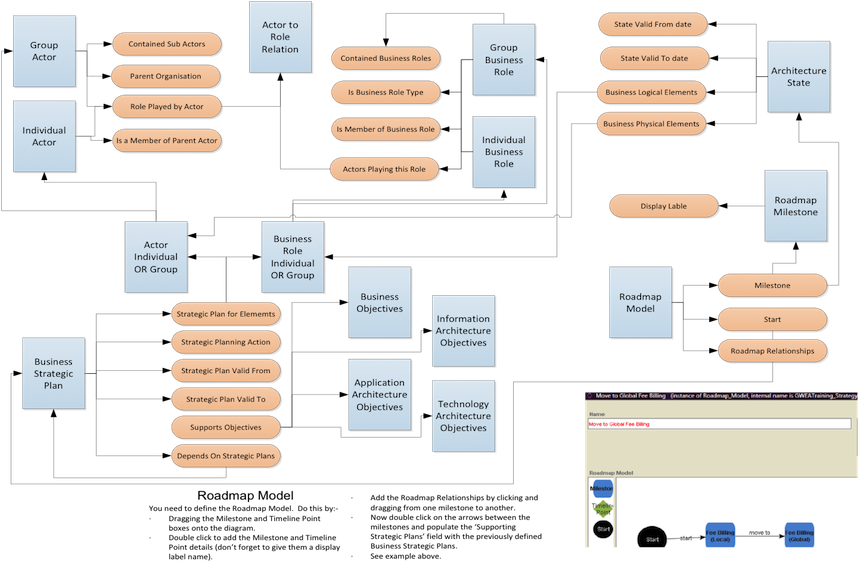 Group
Actor
Contained Sub Actors
Parent Organisation
Role Played by Actor
Is a Member of Parent Actor
Individual
Actor
Actor to
Role
Relation
Contained Business Roles
Is Business Role Type
Is Member of Business Role
Actors Playing this Role
Group
Business
Role
Individual
Business
Role
State Valid From date
State Valid To date
Business Logical Elements
Business Physical Elements
Architecture
State
Display Lable
Roadmap
Milestone
Actor
Individual
OR Group
Business
Role
Individual
OR Group
Roadmap
Model
Milestone
Start
Roadmap Relationships
Business
Strategic
Plan
Strategic Plan for Elements
Strategic Planning Action
Strategic Plan Valid From
Strategic Plan Valid To
Supports Objectives
Depends On Strategic Plans
Business
Objectives
Information
Architecture
Objectives
Application
Architecture
Objectives
Technology
Architecture
Objectives
Roadmap Model
You need to define the Roadmap Model.  Do this by:-
· Dragging the Milestone and Timeline Point
boxes onto the diagram.
· Double click to add the Milestone and Timeline
Point details (don't forget to give them a display
label name).
· Add the Roadmap Relationships by clicking and
dragging from one milestone to another.
· Now double click on the arrows between the
milestones and populate the 'Supporting
Strategic Plans' field with the previously defined
Business Strategic Plans.
· See example above.
Move to Global Fee Billing   (instance of Roadmap_Model, internal name is GWEATraining_Strategy
Name
Move to Global Fee Billing
Roadmap Model
Milestone
Timeline
Point
Start
Start
start
Fee Billing
(Local)
move to
Fee Billing
(Global)